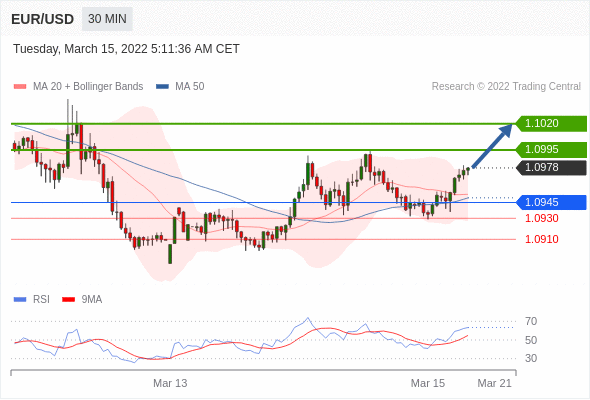 EUR/USD 30 MIN
Tuesday, March 15, 2022 5:11:36 AM CET
MA 20 + Bollinger Bands MA 50 Research © 2022 Trading Central
1.1020
1.0995
1.0978
1.0945
1.0930
1.0910
RSI 9MA
70
50
30
Mar 13 Mar 15 Mar 21